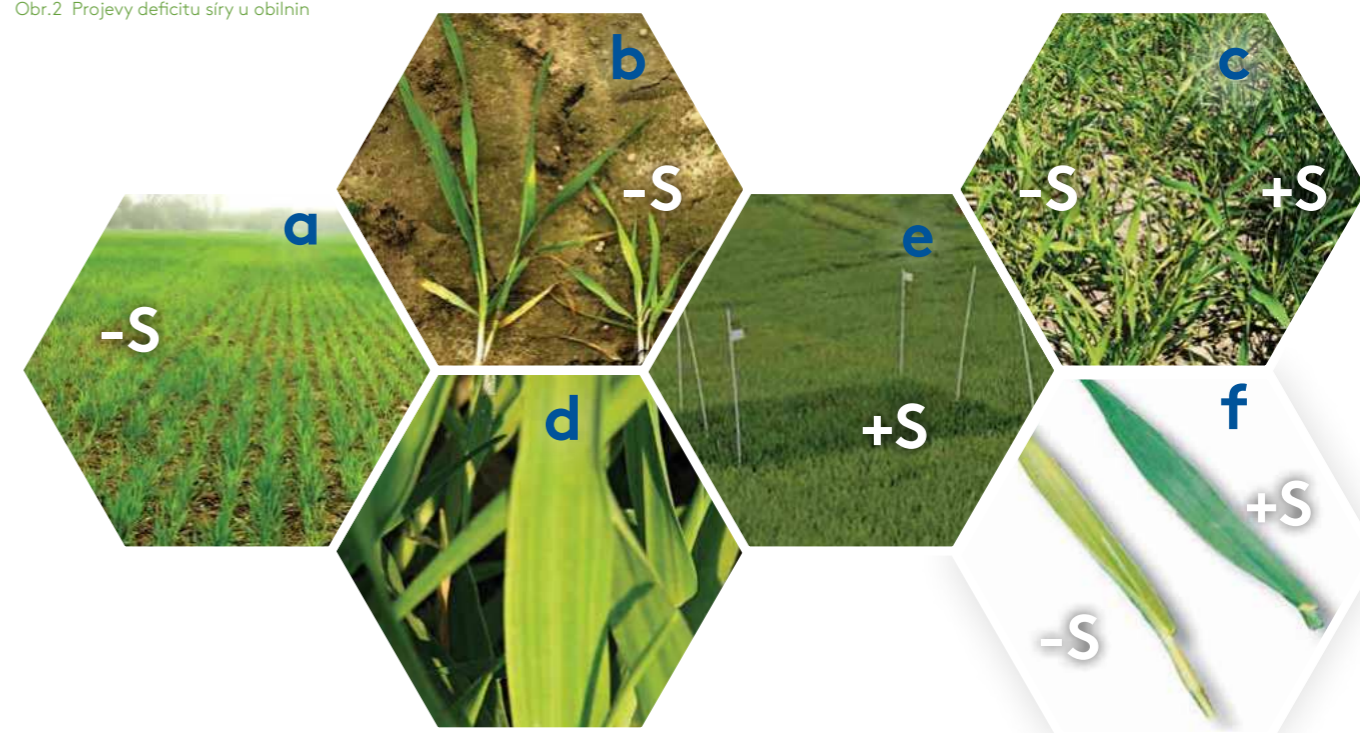 Obr.2 Projevy deficitu síry u obilnin
a
-S
b
-S
c
-S
+S
d
e
+S
f
+S
-S